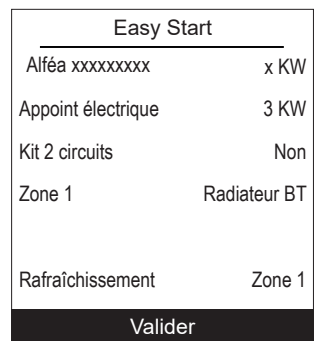 Easy Start
Alféa xxxxxxxxx x KW
Appoint électrique 3 KW
Kit 2 circuits Non
Zone 1 Radiateur BT
Rafraîchissement Zone 1
Valider